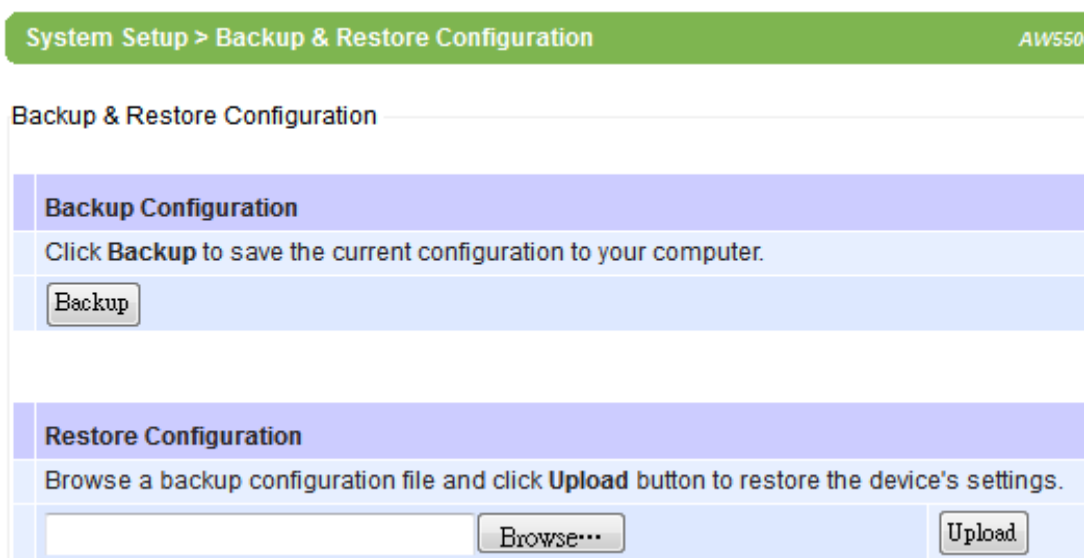 System Setup > Backup & Restore Configuration AW550
Backup & Restore Configuration
Backup Configuration
Click Backup to save the current configuration to your computer.
Backup
Restore Configuration
Browse a backup configuration file and click Upload button to restore the device's settings.
Browse… Upload